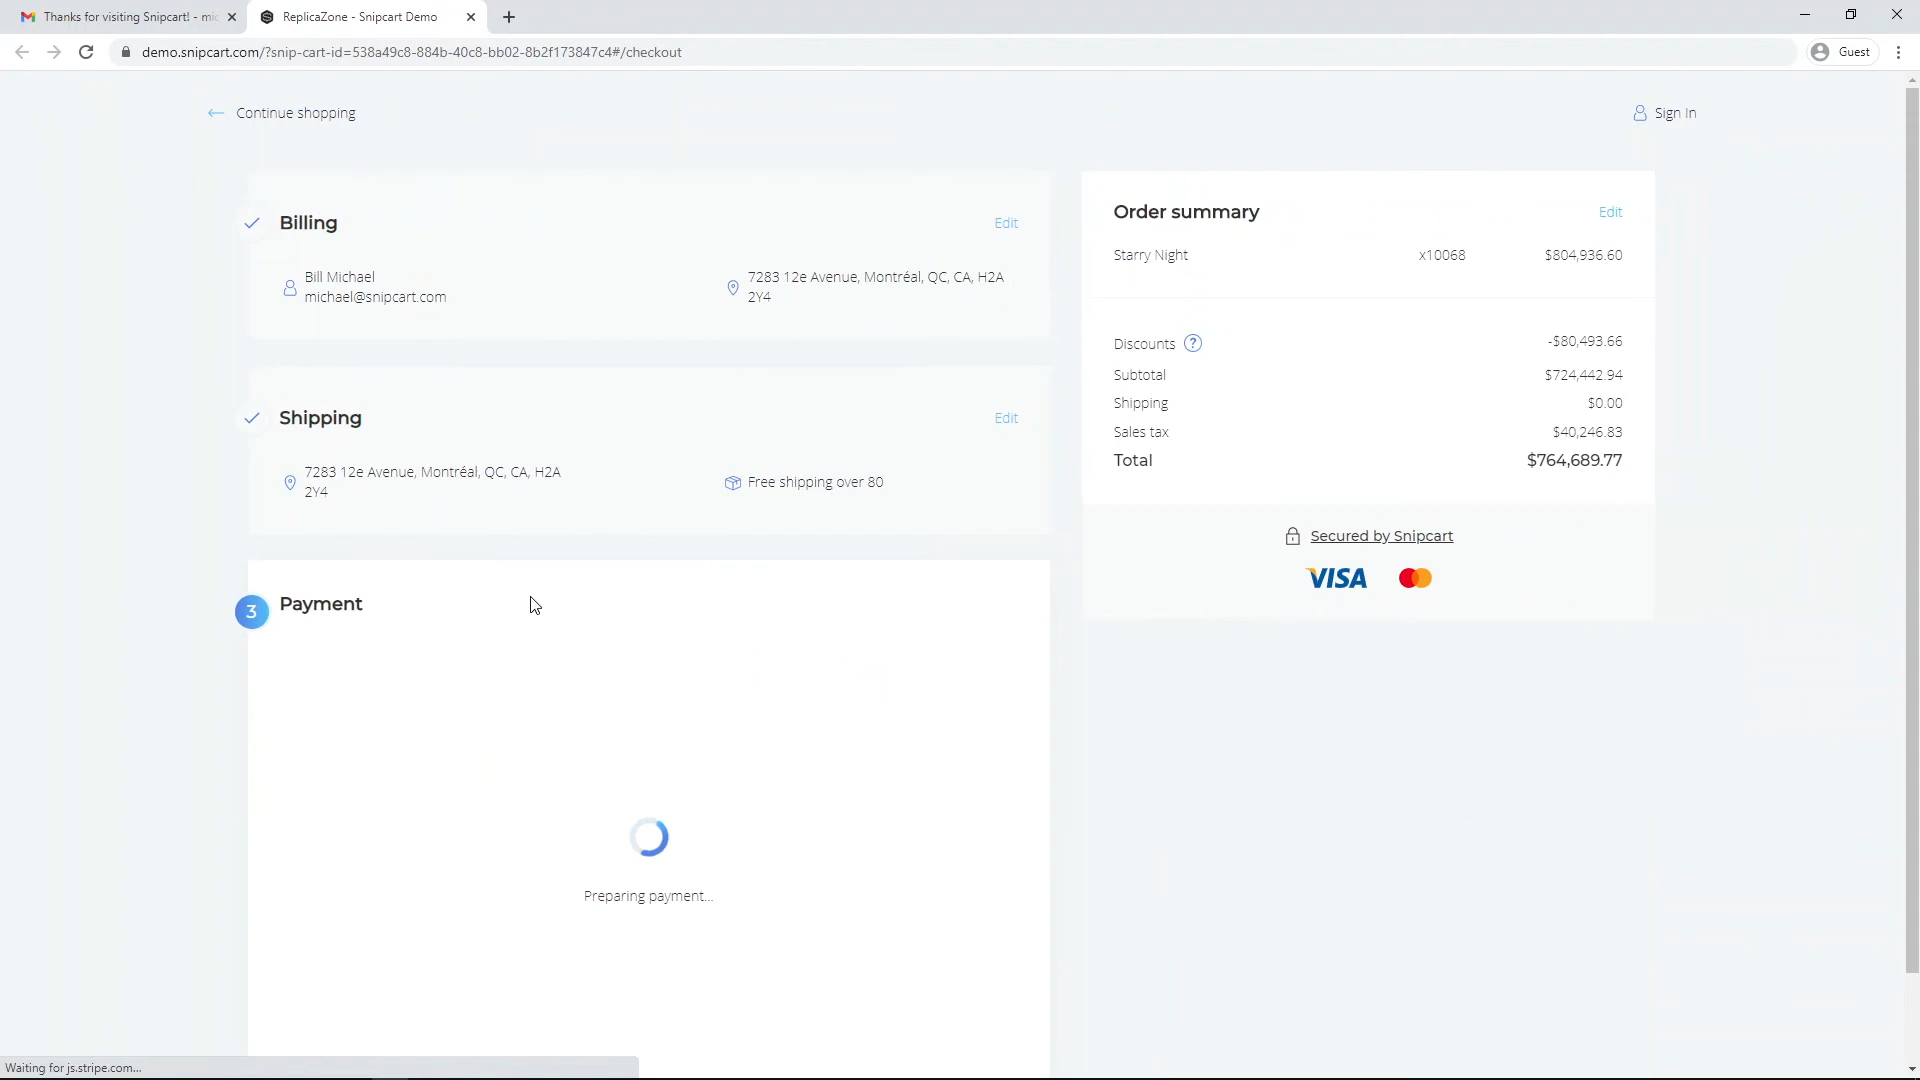 Thanks for visiting Snipcart! - mic
ReplicaZone - Snipcart Demo
demo.snipcart.com/?snip-cart-id=538a49c8-884b-40c8-bb02-8b2f173847c4#/checkout
Guest
Continue shopping
Sign In
Billing
Edit
Bill Michael
michael@snipcart.com
7283 12e Avenue, Montréal, QC, CA, H2A
2Y4
Shipping
Edit
7283 12e Avenue, Montréal, QC, CA, H2A
2Y4
Free shipping over 80
3
Payment
Preparing payment...
Order summary
Edit
Starry Night x10068 $804,936.60
Discounts ? -$80,493.66
Subtotal $724,442.94
Shipping $0.00
Sales tax $40,246.83
Total $764,689.77
Secured by Snipcart
VISA
Waiting for js.stripe.com...